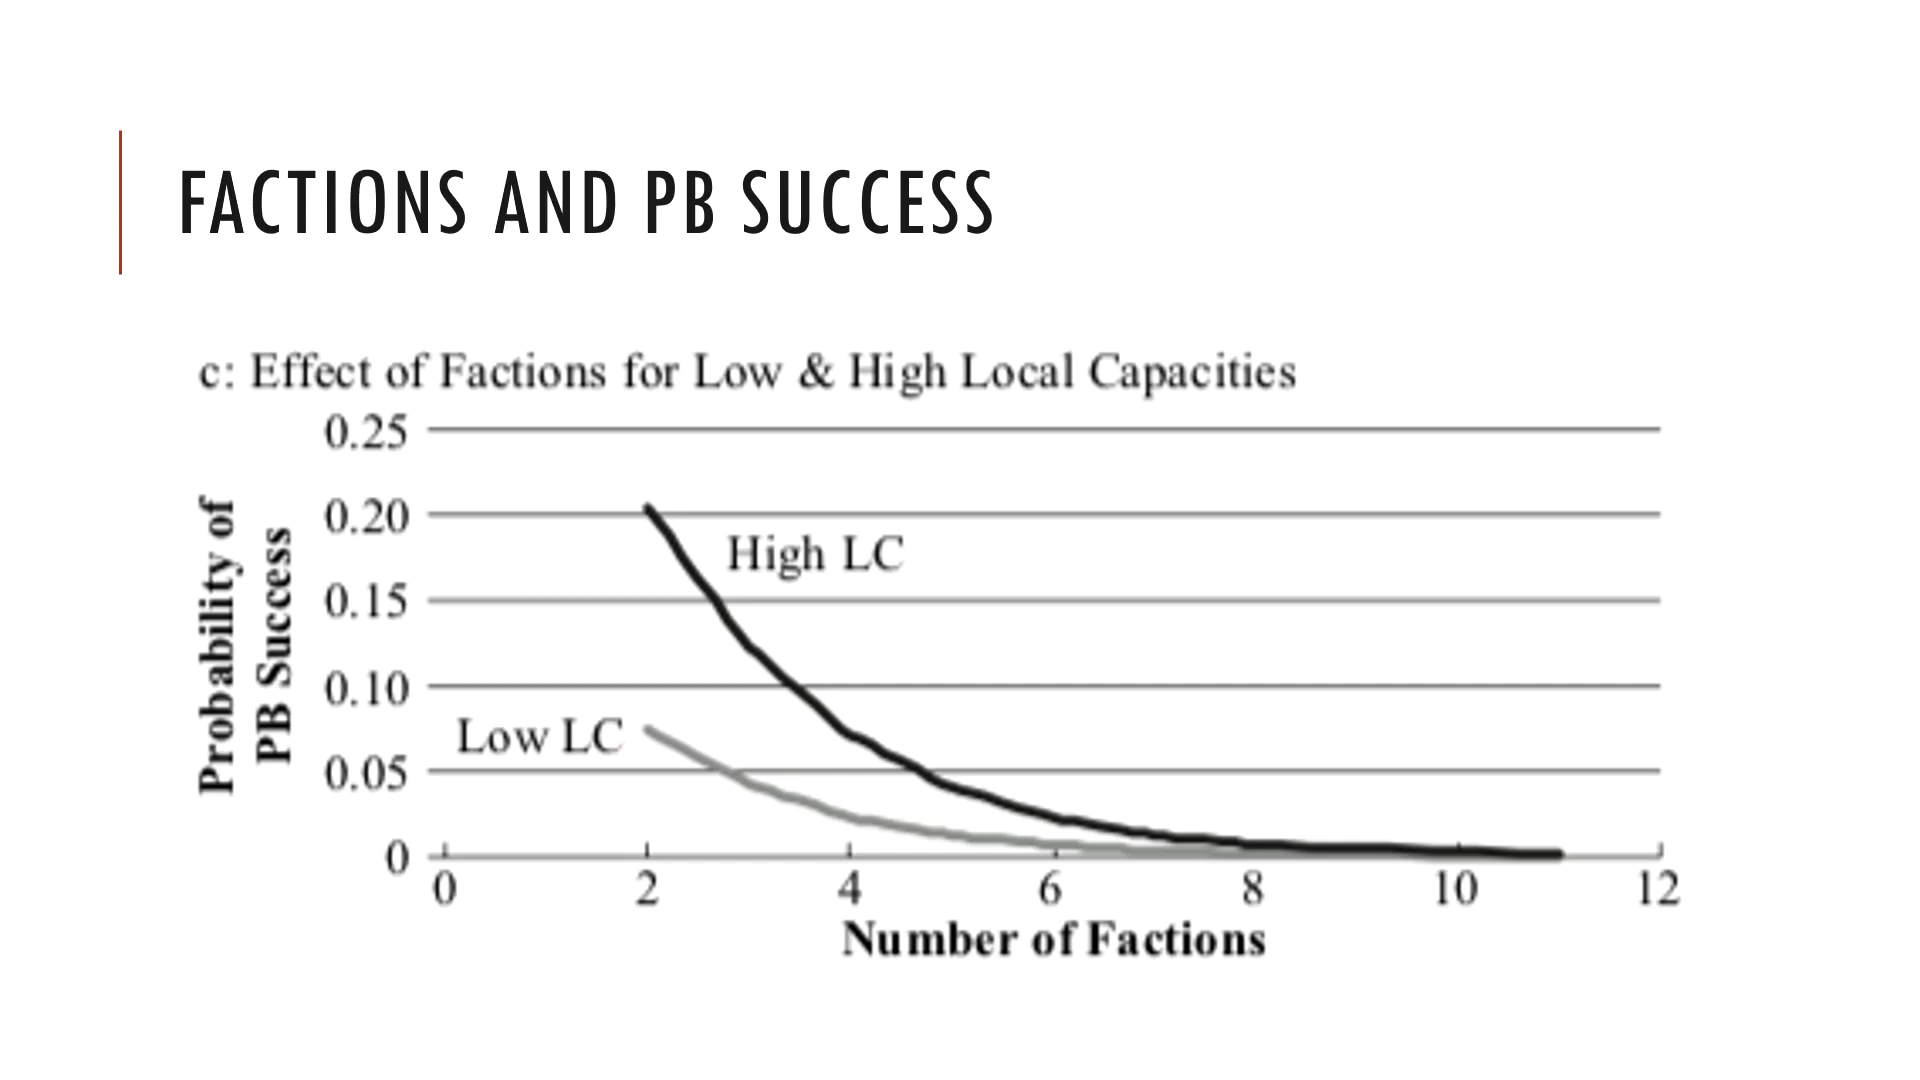 FACTIONS AND PB SUCCESS
c: Effect of Factions for Low & High Local Capacities
0.25
0.20
0.15
0.10
0.05
0
Probability of
PB Success
High LC
Low LC
0 2 4 6 8 10 12
Number of Factions